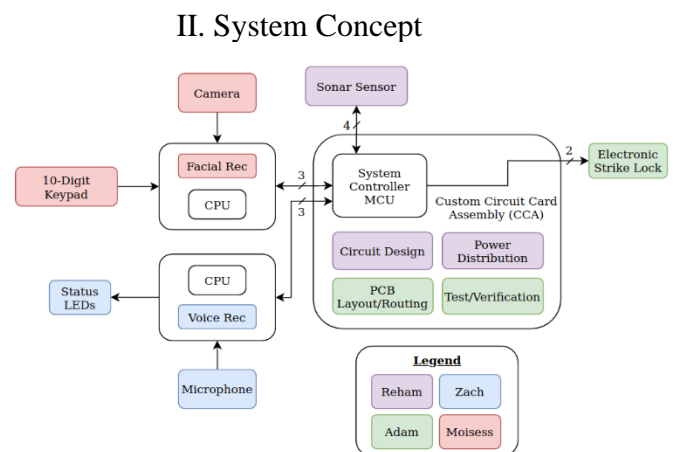 II. System Concept
Camera
Sonar Sensor
4
2
Electronic
Strike Lock
10-Digit
Keypad
Facial Rec
CPU
3
3
System
Controller
MCU
Custom Circuit Card
Assembly (CCA)
Circuit Design
Power
Distribution
PCB
Layout/Routing
Test/Verification
Status
LEDs
CPU
Voice Rec
Microphone
Legend
Reham
Zach
Adam
Moisess